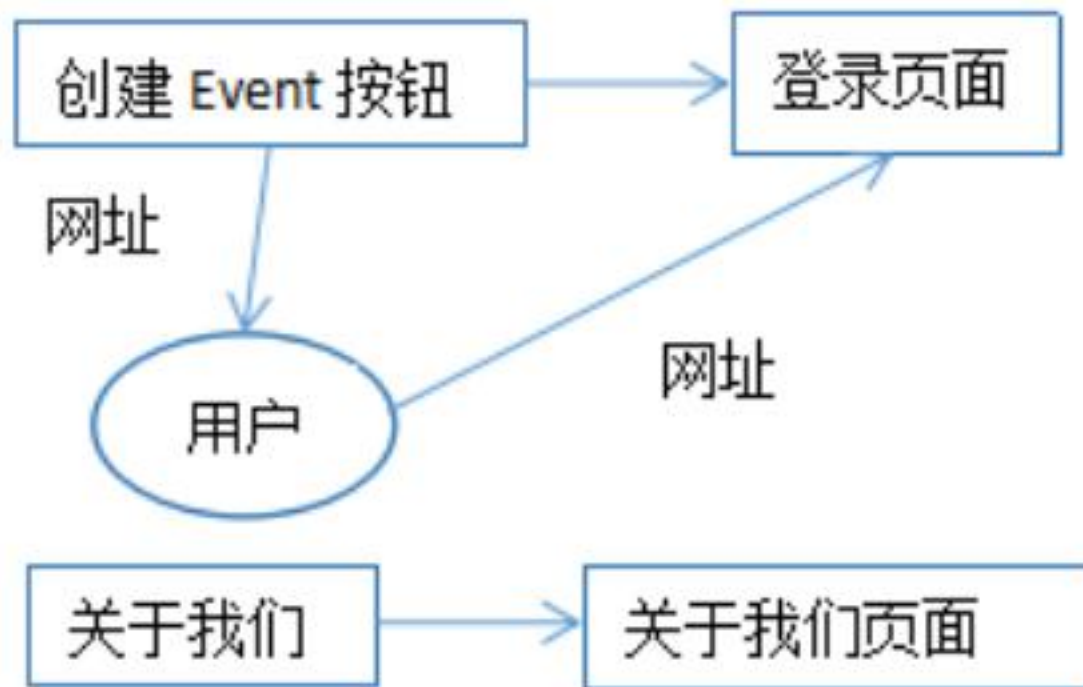 创建 Event 按钮
登录页面
网址
网址
用户
关于我们
关于我们页面